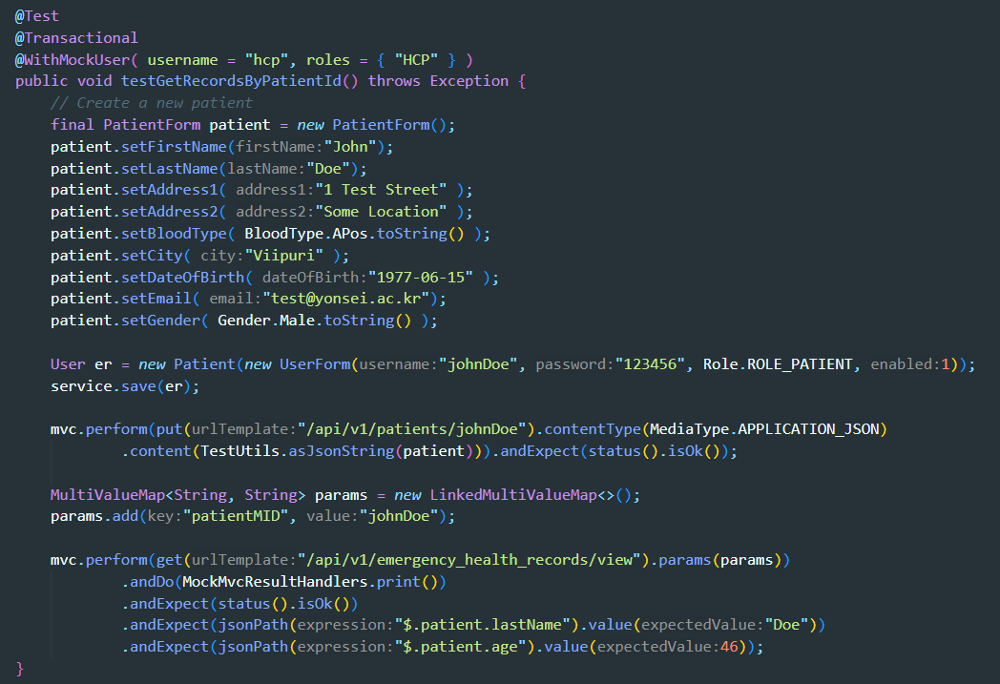 @Test
@Transactional
@WithMockUser( username = "hcp", roles = { "HCP" } )
public void testGetRecordsByPatientId() throws Exception {
// Create a new patient
final PatientForm patient = new PatientForm();
patient.setFirstName(firstName:"John");
patient.setLastName(lastName:"Doe");
patient.setAddress1( address1:"1 Test Street" );
patient.setAddress2( address2:"Some Location" );
patient.setBloodType( BloodType.APos.toString() );
patient.setCity( city:"Viipuri" );
patient.setDateOfBirth( dateOfBirth:"1977-06-15" );
patient.setEmail( email:"test@yonsei.ac.kr");
patient.setGender( Gender.Male.toString() );
User er = new Patient(new UserForm(username:"johnDoe", password:"123456", Role.ROLE_PATIENT, enabled:1));
service.save(er);
mvc.perform(put(urlTemplate:"/api/v1/patients/johnDoe").contentType(MediaType.APPLICATION_JSON)
.content(TestUtils.asJsonString(patient))).andExpect(status().isOk());
MultiValueMap<String, String> params = new LinkedMultiValueMap<>();
params.add(key:"patientMID", value:"johnDoe");
mvc.perform(get(urlTemplate:"/api/v1/emergency_health_records/view").params(params))
.andDo(MockMvcResultHandlers.print())
.andExpect(status().isOk())
.andExpect(jsonPath(expression:"$.patient.lastName").value(expectedValue:"Doe"))
.andExpect(jsonPath(expression:"$.patient.age").value(expectedValue:46));
}